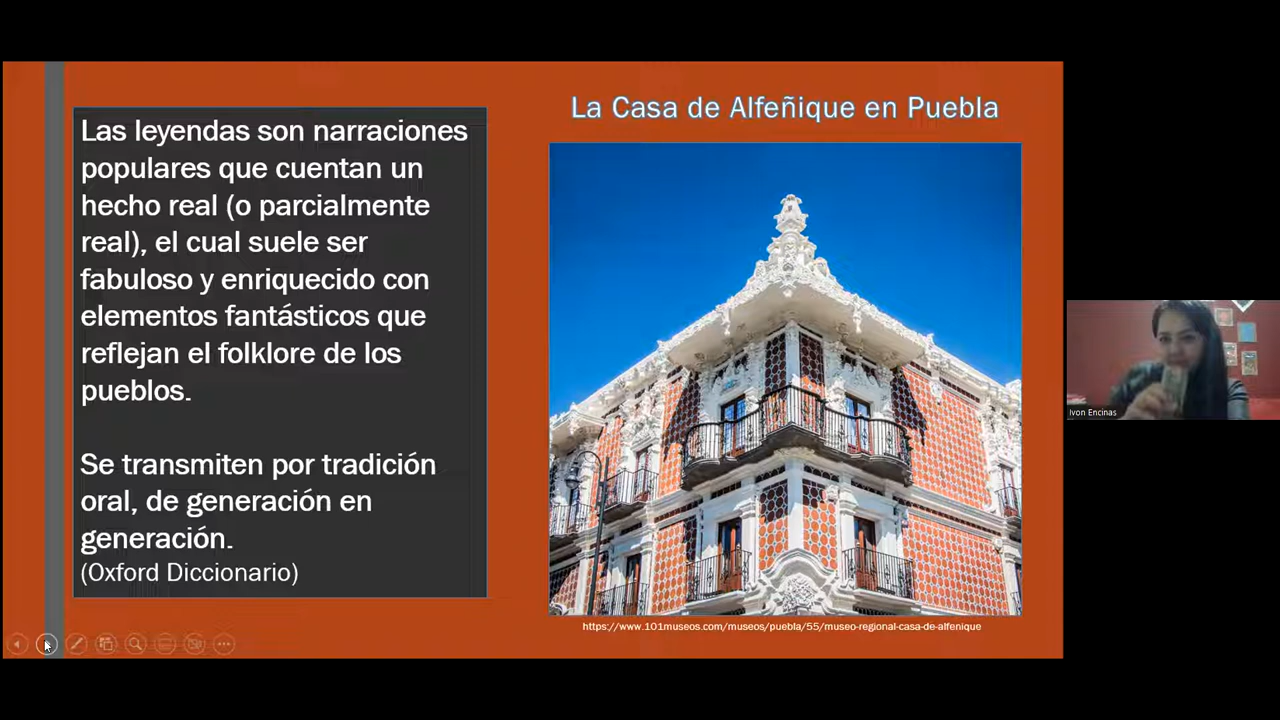 Las leyendas son narraciones
populares que cuentan un
hecho real (o parcialmente
real), el cual suele ser
fabuloso y enriquecido con
elementos fantásticos que
reflejan el folklore de los
pueblos.
Se transmiten por tradición
oral, de generación en
generación.
(Oxford Diccionario)
La Casa de Alfeñique en Puebla
https://www.101museos.com/museos/puebla/55/museo-regional-casa-de-alfenique
Ivon Encinas